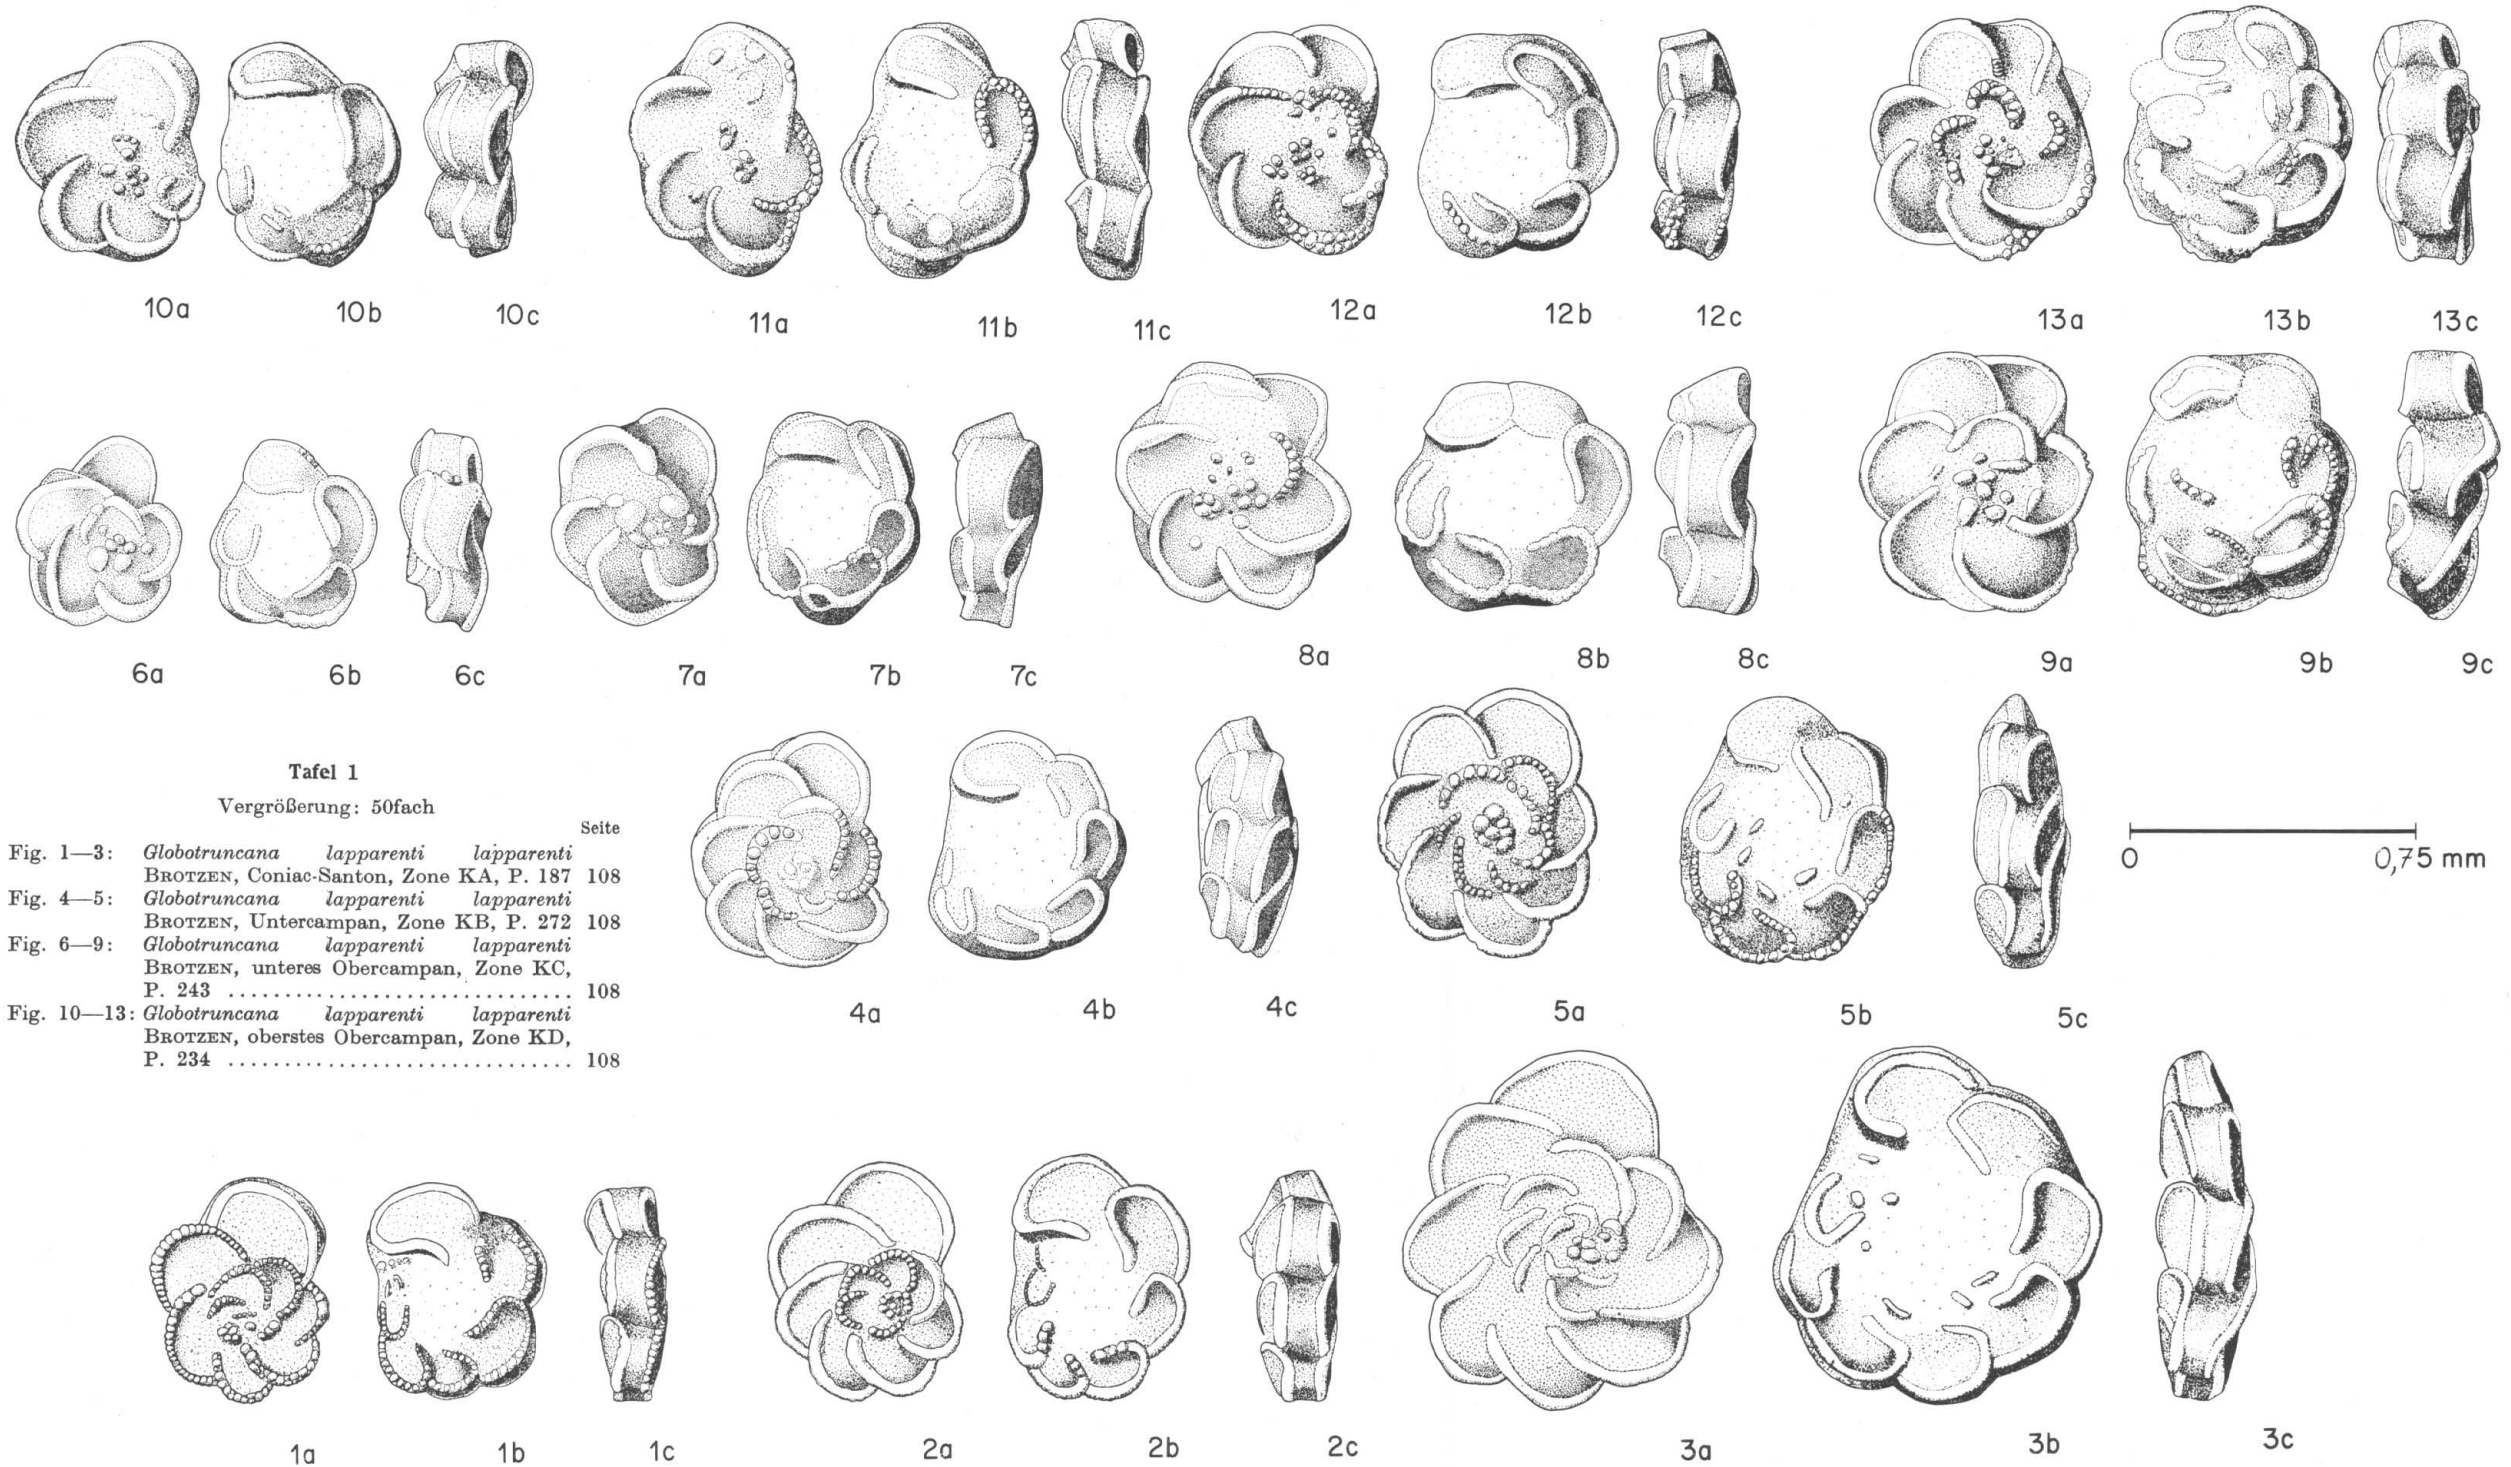 10a 10b 10c 11a 11b 11c 12a 12b 12c 13a 13b 13c
6a 6b 6c 7a 7b 7c 8a 8b 8c 9a 9b 9c
Tafel 1
Vergrößerung: 50fach
Seite
Fig. 1—3: Globotruncana lapparenti lapparenti
BROTZEN, Coniac-Santon, Zone KA, P. 187 108
Fig. 4—5: Globotruncana lapparenti lapparenti
BROTZEN, Untercampan, Zone KB, P. 272 108
Fig. 6—9: Globotruncana lapparenti lapparenti
BROTZEN, unteres Obercampan, Zone KC,
P. 243 ................................ 108
Fig. 10—13: Globotruncana lapparenti lapparenti
BROTZEN, oberstes Obercampan, Zone KD,
P. 234 ................................ 108
0 0,75 mm
4a 4b 4c 5a 5b 5c
1a 1b 1c 2a 2b 2c 3a 3b 3c